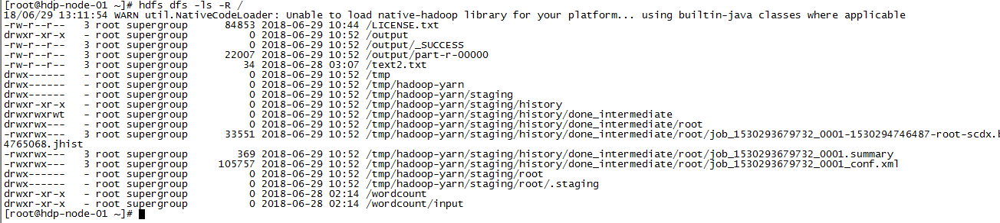 [root@hdp-node-01 ~]# hdfs dfs -ls -R /
18/06/29 13:11:54 WARN util.NativeCodeLoader: Unable to load native-hadoop library for your platform... using builtin-java classes where applicable
-rw-r--r--   3 root supergroup      84853 2018-06-29 10:44 /LICENSE.txt
drwxr-xr-x   - root supergroup          0 2018-06-29 10:52 /output
-rw-r--r--   3 root supergroup          0 2018-06-29 10:52 /output/_SUCCESS
-rw-r--r--   3 root supergroup      22007 2018-06-29 10:52 /output/part-r-00000
-rw-r--r--   3 root supergroup         34 2018-06-28 03:07 /text2.txt
drwx------   - root supergroup          0 2018-06-29 10:52 /tmp
drwx------   - root supergroup          0 2018-06-29 10:52 /tmp/hadoop-yarn
drwx------   - root supergroup          0 2018-06-29 10:52 /tmp/hadoop-yarn/staging
drwxr-xr-x   - root supergroup          0 2018-06-29 10:52 /tmp/hadoop-yarn/staging/history
drwxrwxrwt   - root supergroup          0 2018-06-29 10:52 /tmp/hadoop-yarn/staging/history/done_intermediate
drwxrwx---   - root supergroup          0 2018-06-29 10:52 /tmp/hadoop-yarn/staging/history/done_intermediate/root
-rwxrwx---   3 root supergroup      33551 2018-06-29 10:52 /tmp/hadoop-yarn/staging/history/done_intermediate/root/job_1530293679732_0001-1530294746487-root-scdx.
4765068.jhist
-rwxrwx---   3 root supergroup        369 2018-06-29 10:52 /tmp/hadoop-yarn/staging/history/done_intermediate/root/job_1530293679732_0001.summary
-rwxrwx---   3 root supergroup     105757 2018-06-29 10:52 /tmp/hadoop-yarn/staging/history/done_intermediate/root/job_1530293679732_0001_conf.xml
drwx------   - root supergroup          0 2018-06-29 10:52 /tmp/hadoop-yarn/staging/root
drwx------   - root supergroup          0 2018-06-29 10:52 /tmp/hadoop-yarn/staging/root/.staging
drwxr-xr-x   - root supergroup          0 2018-06-28 02:14 /wordcount
drwxr-xr-x   - root supergroup          0 2018-06-28 02:14 /wordcount/input
[root@hdp-node-01 ~]#